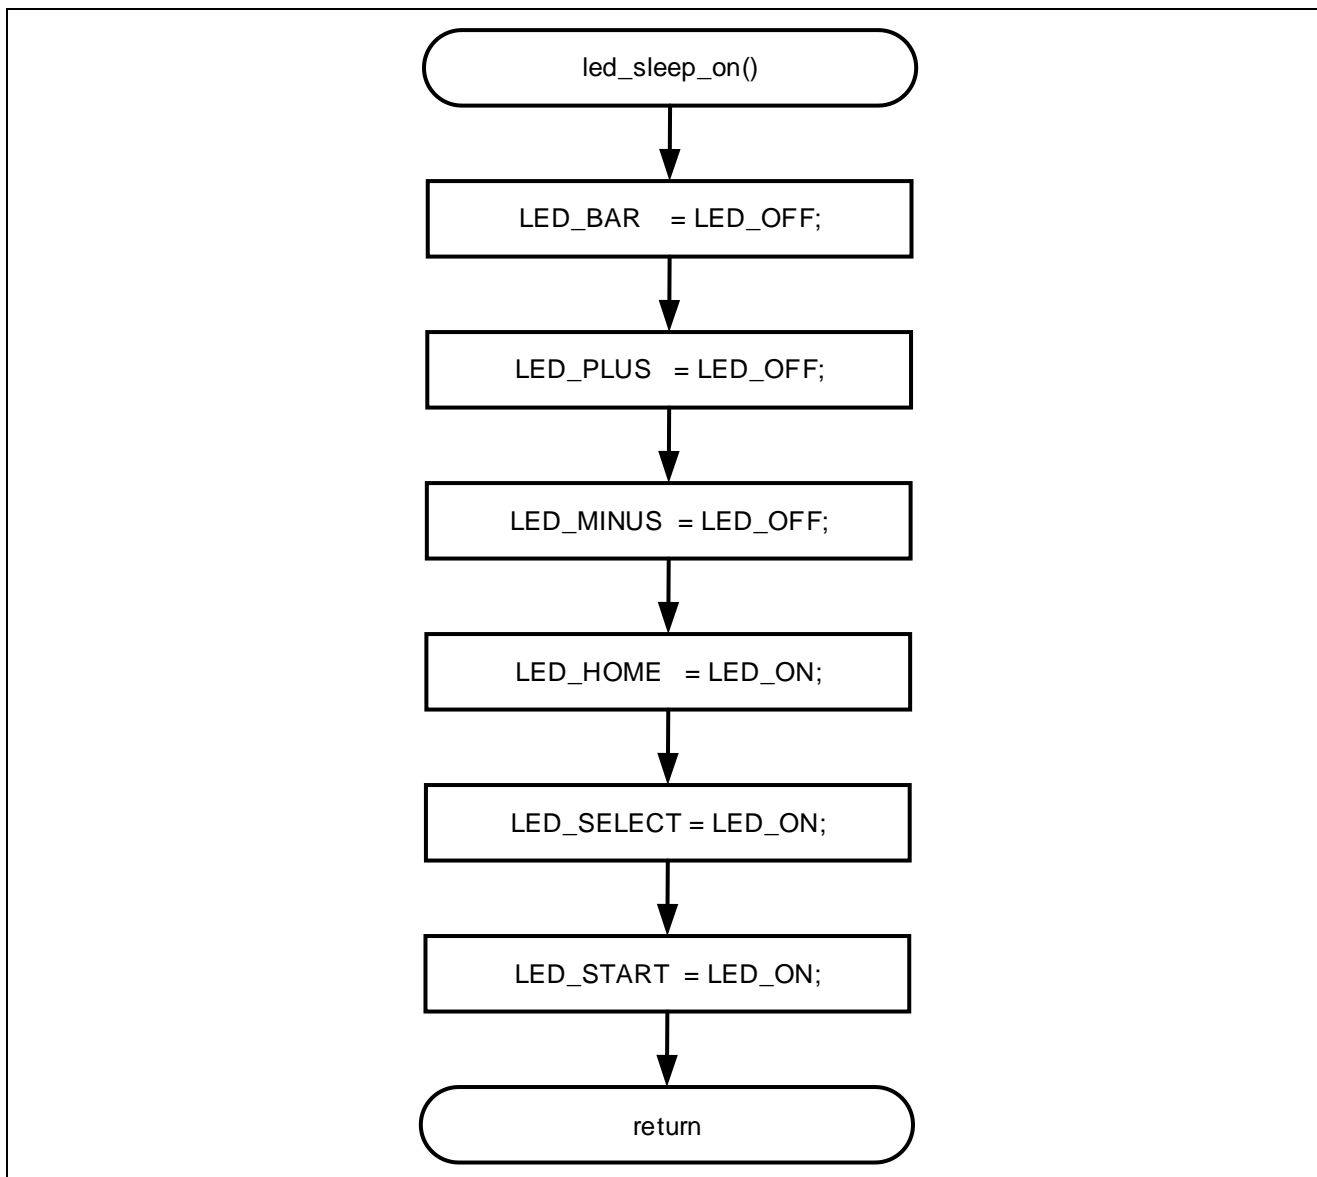 led_sleep_on()
LED_BAR = LED_OFF;
LED_PLUS = LED_OFF;
LED_MINUS = LED_OFF;
LED_HOME = LED_ON;
LED_SELECT = LED_ON;
LED_START = LED_ON;
return